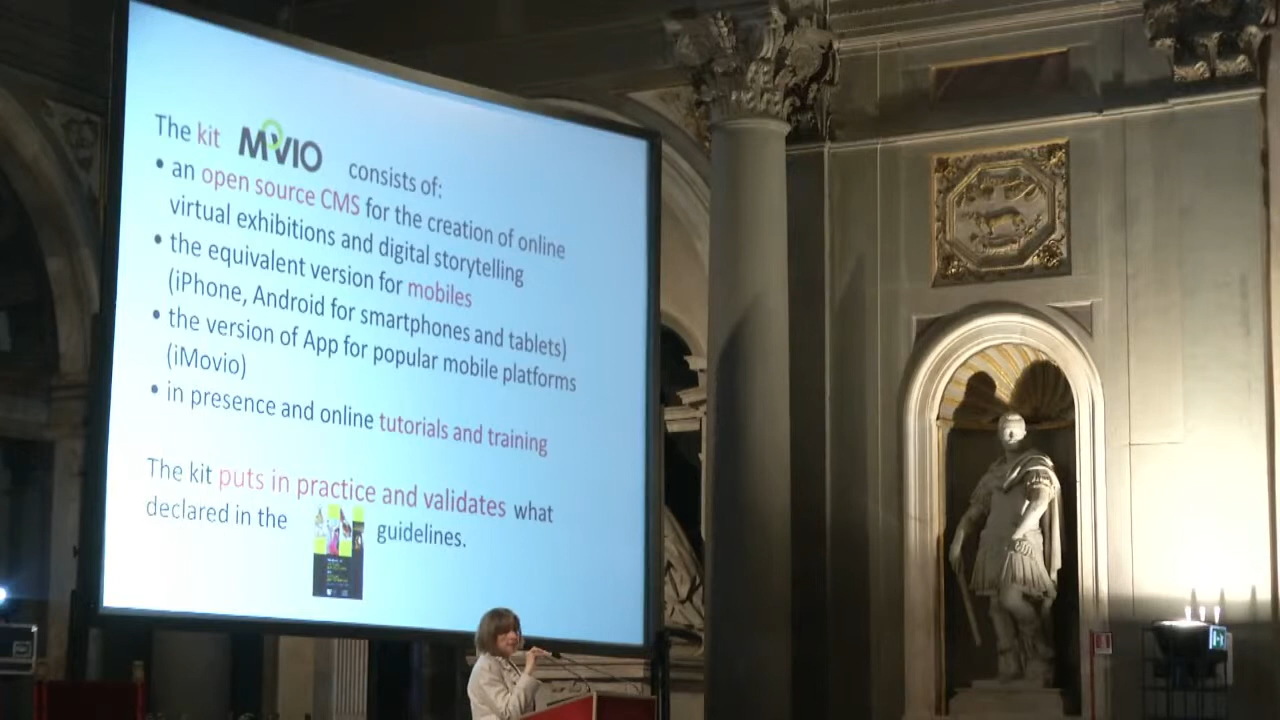 The kit MOVIO consists of:
• an open source CMS for the creation of online
virtual exhibitions and digital storytelling
• the equivalent version for mobiles
(iPhone, Android for smartphones and tablets)
• the version of App for popular mobile platforms
(iMovio)
• in presence and online tutorials and training
The kit puts in practice and validates what
declared in the guidelines.